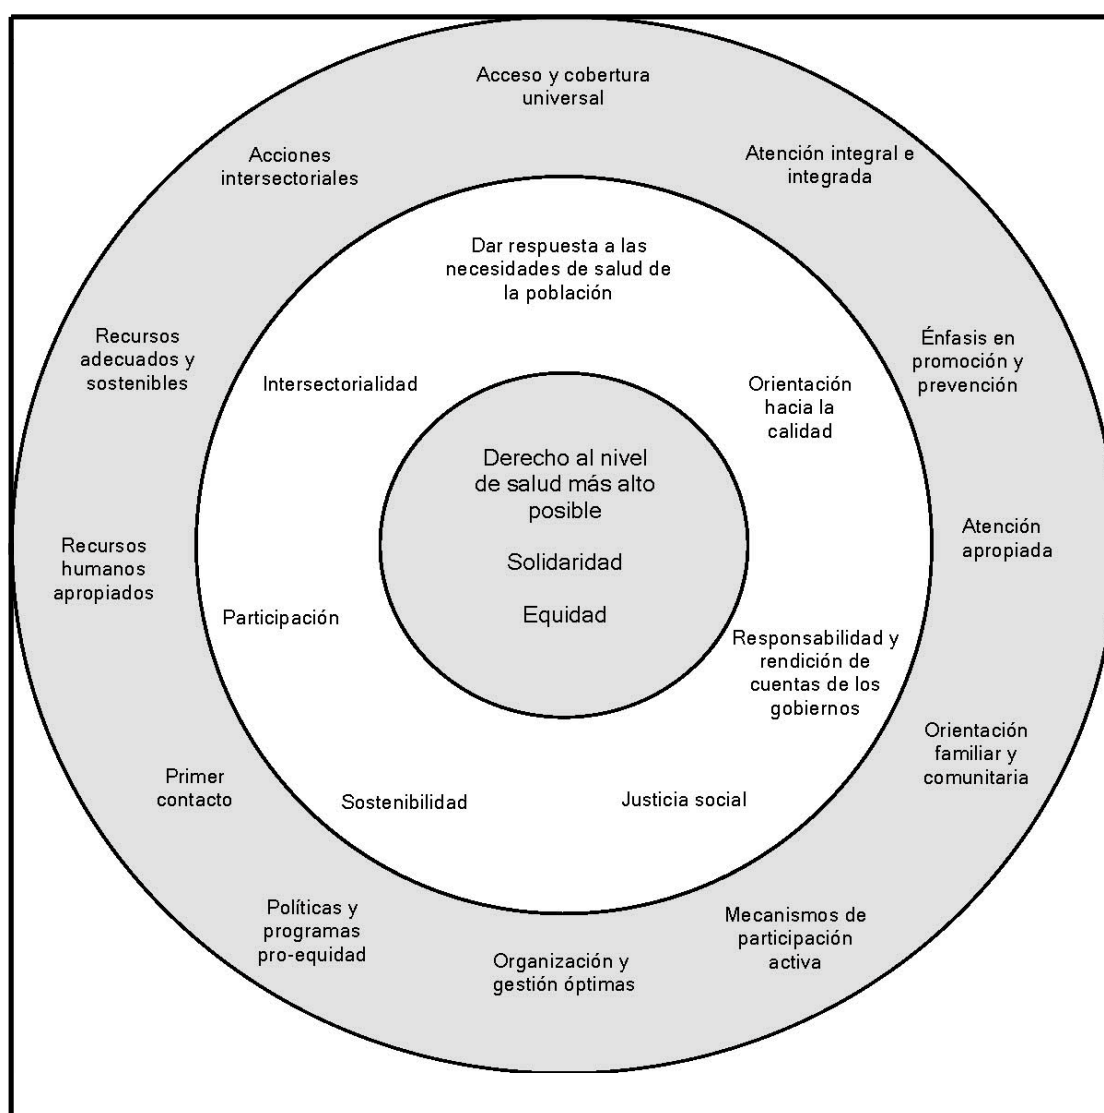 Acceso y cobertura
universal
Atención integral e
integrada
Énfasis en
promoción y
prevención
Atención
apropiada
Orientación
familiar y
comunitaria
Mecanismos de
participación
activa
Organización y
gestión óptimas
Políticas y
programas
pro-equidad
Primer
contacto
Recursos
humanos
apropiados
Recursos
adecuados y
sostenibles
Acciones
intersectoriales
Dar respuesta a las
necesidades de salud de
la población
Orientación
hacia la
calidad
Responsabilidad y
rendición de
cuentas de los
gobiernos
Justicia social
Sostenibilidad
Participación
Intersectorialidad
Derecho al nivel
de salud más alto
posible
Solidaridad
Equidad